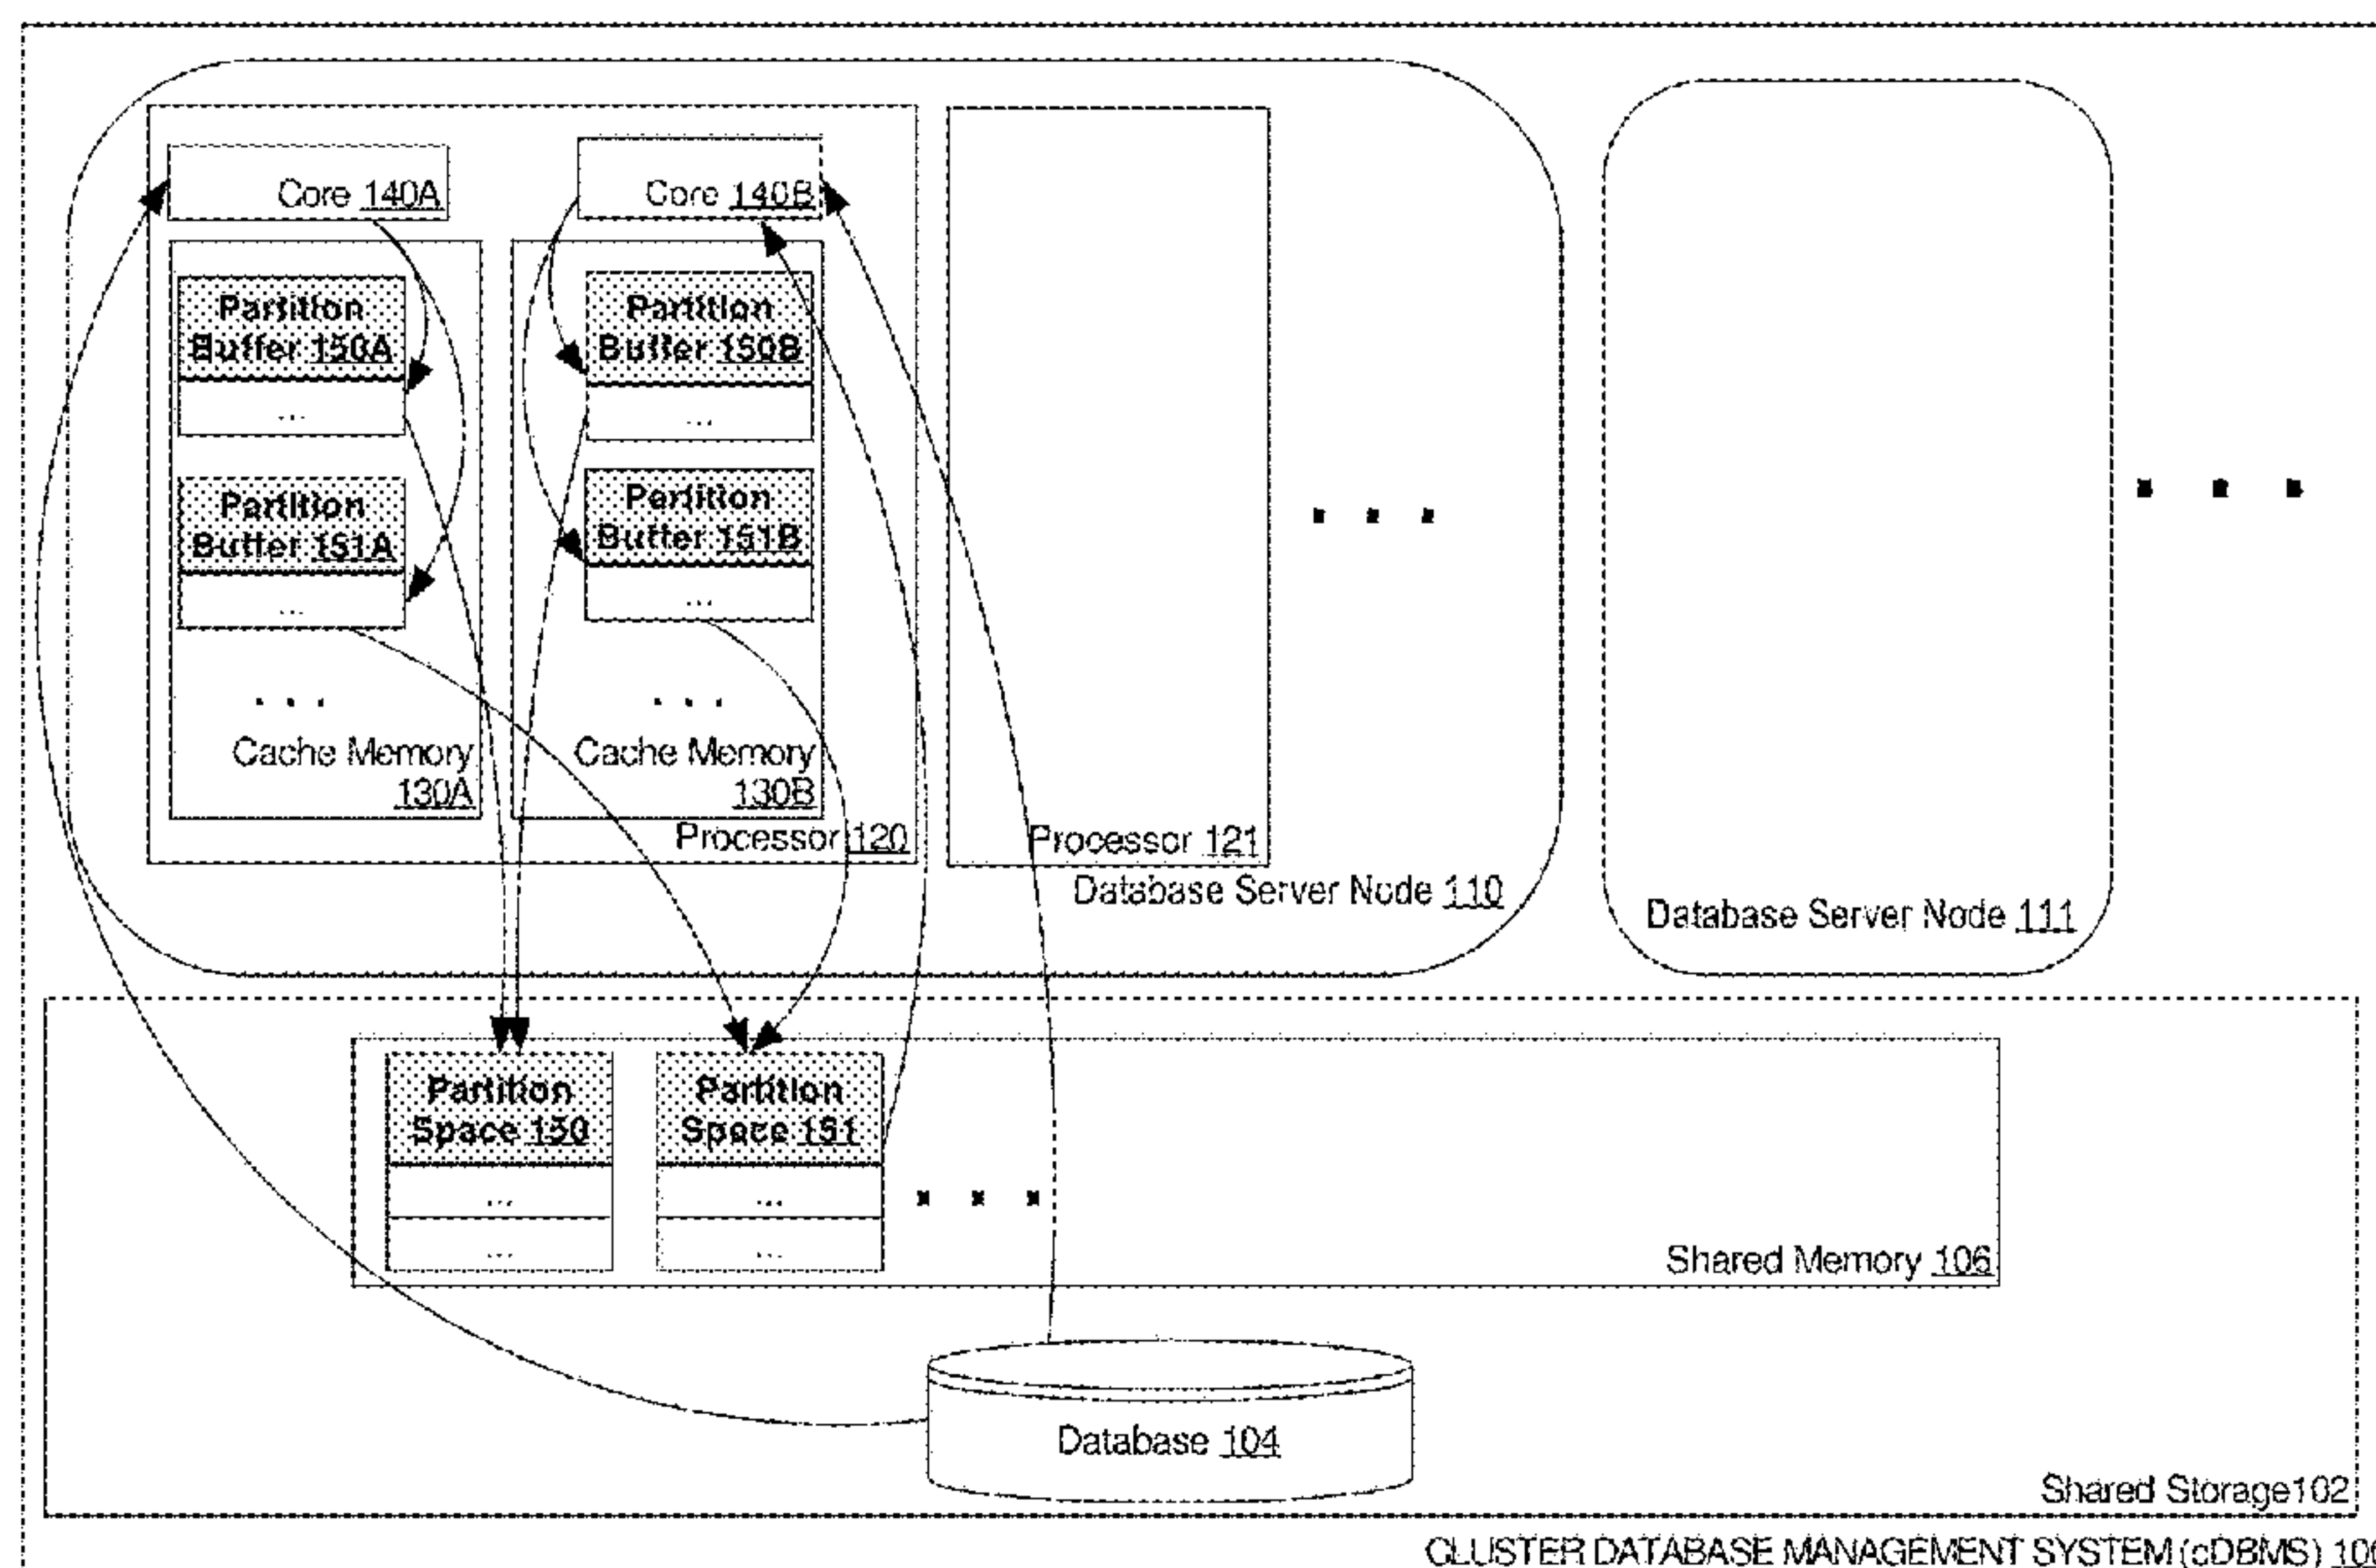 Core 140A
Core 140B
Partition
Buffer 150A
...
Partition
Buffer 150B
...
Partition
Buffer 151A
...
Partition
Buffer 151B
...
. . .
. . .
Cache Memory
130A
Cache Memory
130B
Processor 120
Processor 121
. . .
Database Server Node 110
Database Server Node 111
. . .
Partition
Space 150
...
...
Partition
Space 151
...
...
. . .
Shared Memory 106
Database 104
Shared Storage102
CLUSTER DATABASE MANAGEMENT SYSTEM (cDBMS)